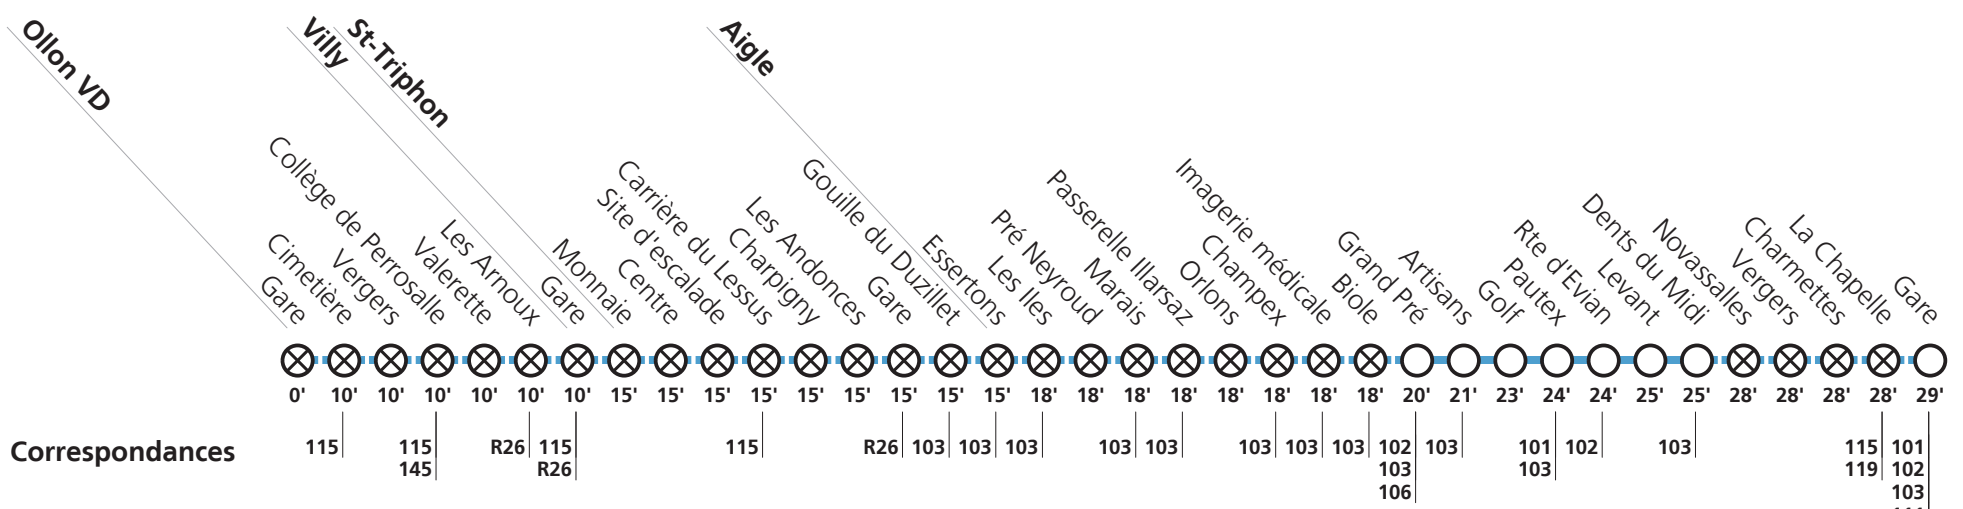 Ollon VD
Villy
St-Triphon
Aigle
Gare
Cimetière
Collège de Perrosalle
Vergers
Valerette
Les Arnoux
Gare
Monnaie
Centre
Site d'escalade
Carrière du Lessus
Charpigny
Les Andonces
Gare
Gouille du Duzillet
Essertons
Les Iles
Pré Neyroud
Marais
Passerelle Illarsaz
Orlons
Champex
Imagerie médicale
Biole
Grand Pré
Artisans
Golf
Pautex
Rte d'Evian
Levant
Dents du Midi
Novassalles
Vergers
Charmettes
La Chapelle
Gare
0' 10' 10' 10' 10' 10' 10' 15' 15' 15' 15' 15' 15' 15' 15' 15' 18' 18' 18' 18' 18' 18' 18' 18' 20' 21' 23' 24' 24' 25' 25' 28' 28' 28' 28' 29'
Correspondances
115 115 R26 115 115 R26 103 103 103 103 103 103 103 103 102 103 101 102 103 115 101
145 R26 103 103 119 102
106 103